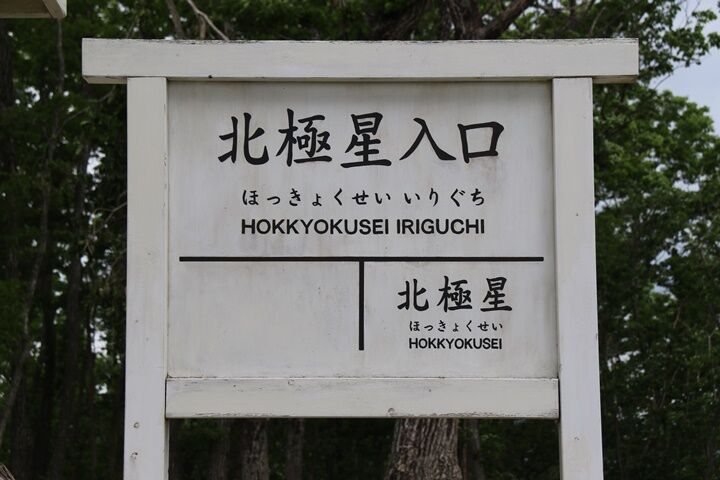 北極星入口
ほっきょくせい いりぐち
HOKKYOKUSEI IRIGUCHI
北極星
ほっきょくせい
HOKKYOKUSEI